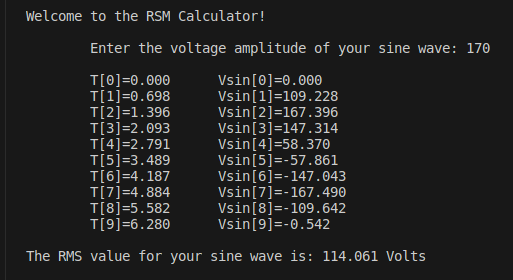 Welcome to the RSM Calculator!
Enter the voltage amplitude of your sine wave: 170
T[0]=0.000 Vsin[0]=0.000
T[1]=0.698 Vsin[1]=109.228
T[2]=1.396 Vsin[2]=167.396
T[3]=2.093 Vsin[3]=147.314
T[4]=2.791 Vsin[4]=58.370
T[5]=3.489 Vsin[5]=-57.861
T[6]=4.187 Vsin[6]=-147.043
T[7]=4.884 Vsin[7]=-167.490
T[8]=5.582 Vsin[8]=-109.642
T[9]=6.280 Vsin[9]=-0.542
The RMS value for your sine wave is: 114.061 Volts